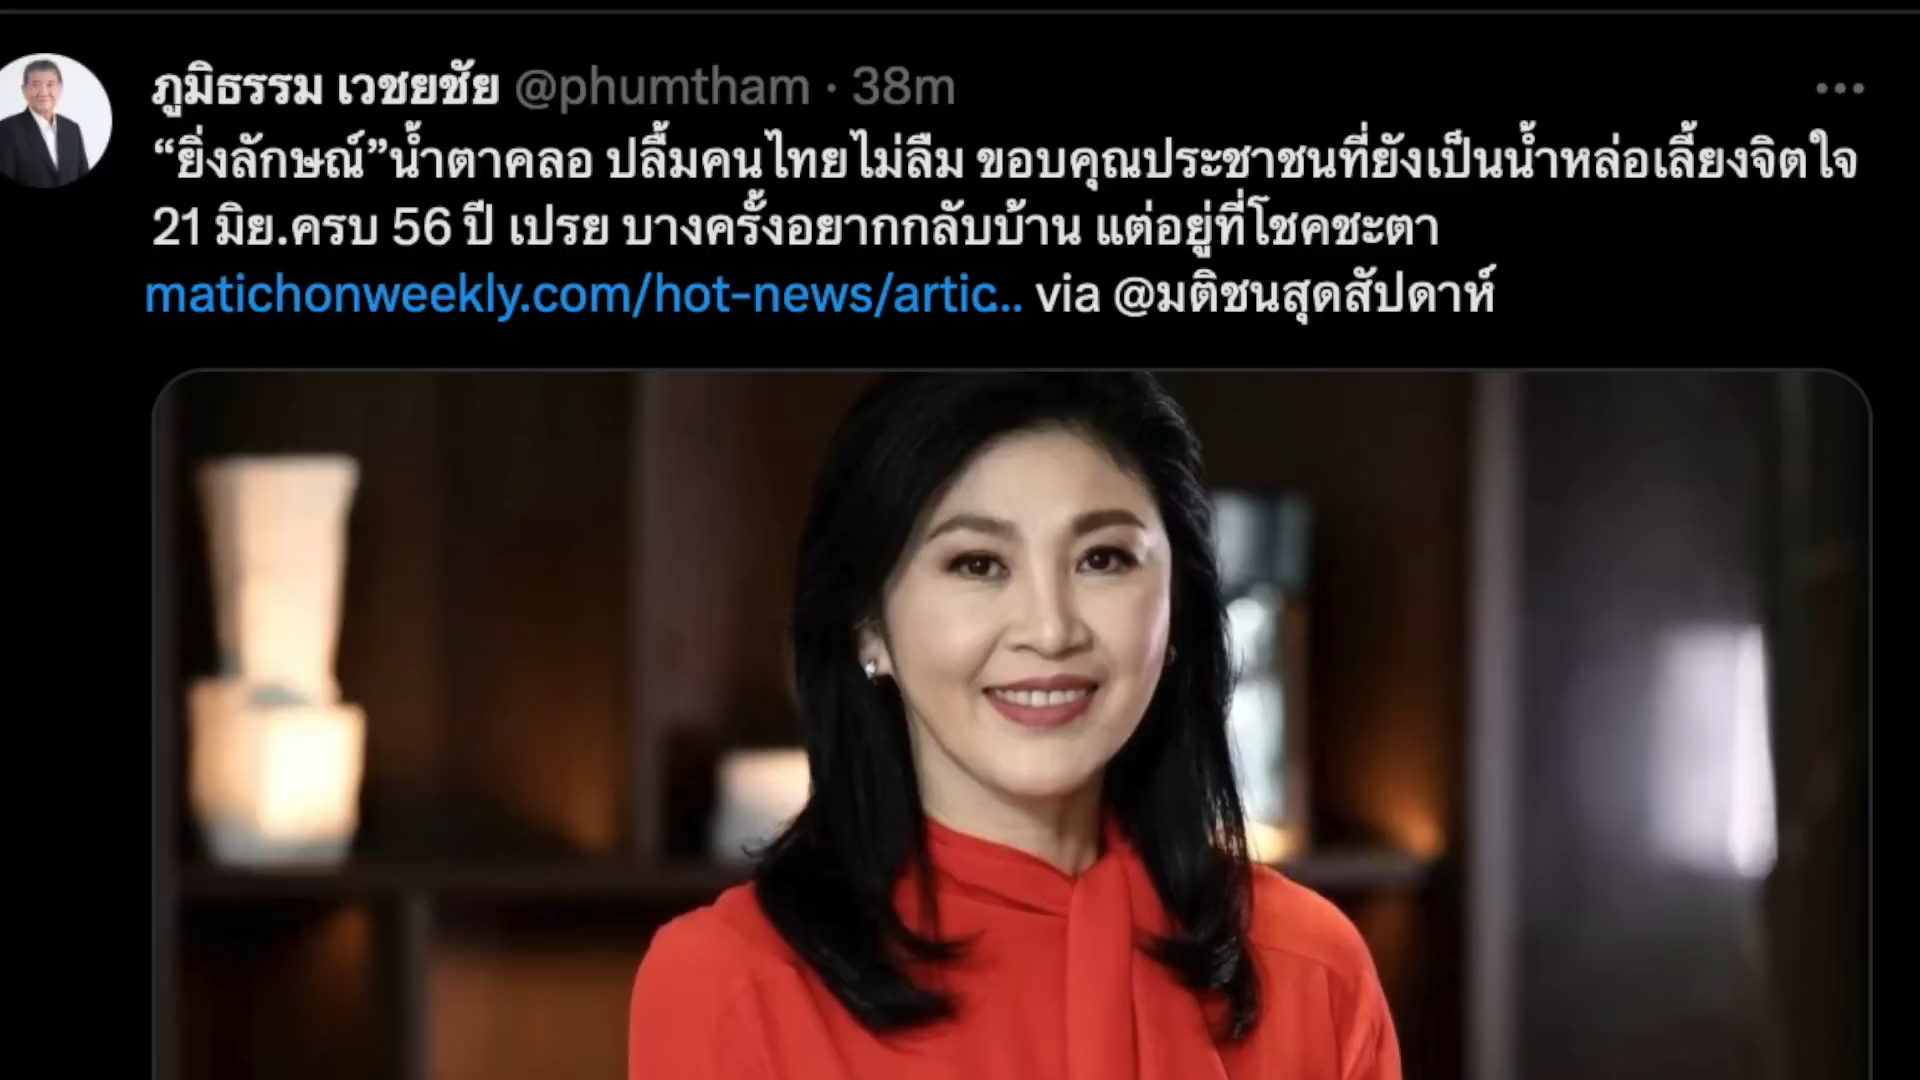 ภูมิธรรม เวชยชัย @phumtham · 38m
“ยิ่งลักษณ์”น้ำตาคลอ ปลื้มคนไทยไม่ลืม ขอบคุณประชาชนที่ยังเป็นน้ำหล่อเลี้ยงจิตใจ
21 มิย.ครบ 56 ปี เปรย บางครั้งอยากกลับบ้าน แต่อยู่ที่โชคชะตา
matichonweekly.com/hot-news/artic.. via @มติชนสุดสัปดาห์